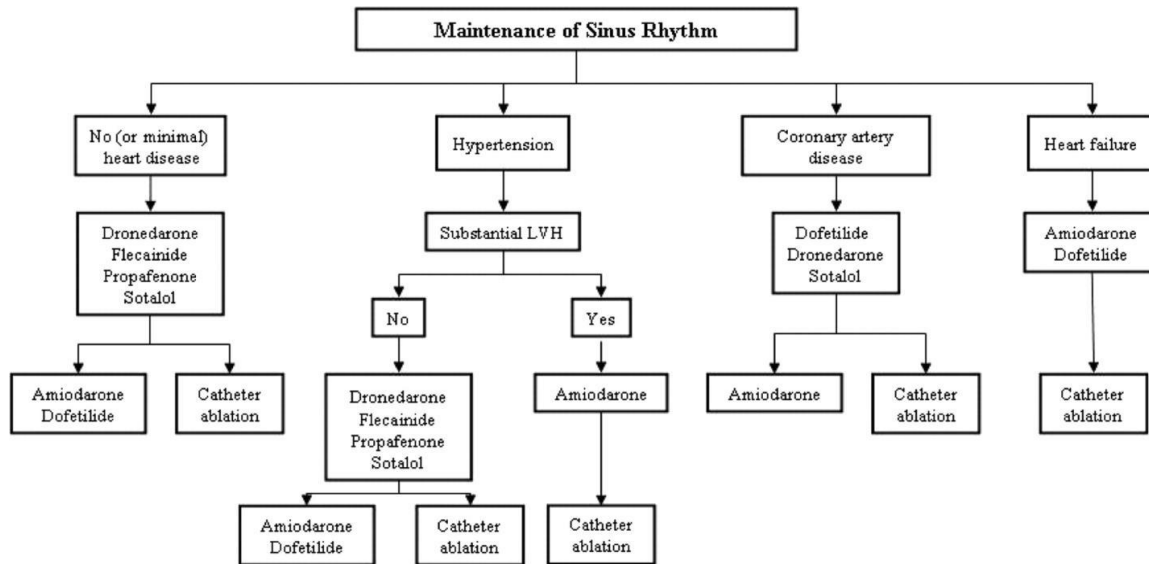 Maintenance of Sinus Rhythm
No (or minimal)
heart disease
Hypertension
Coronary artery
disease
Heart failure
Dronedarone
Flecainide
Propafenone
Sotalol
Substantial LVH
Dofetilide
Dronedarone
Sotalol
Amiodarone
Dofetilide
No
Yes
Amiodarone
Dofetilide
Catheter
ablation
Dronedarone
Flecainide
Propafenone
Sotalol
Amiodarone
Amiodarone
Catheter
ablation
Catheter
ablation
Amiodarone
Dofetilide
Catheter
ablation
Catheter
ablation